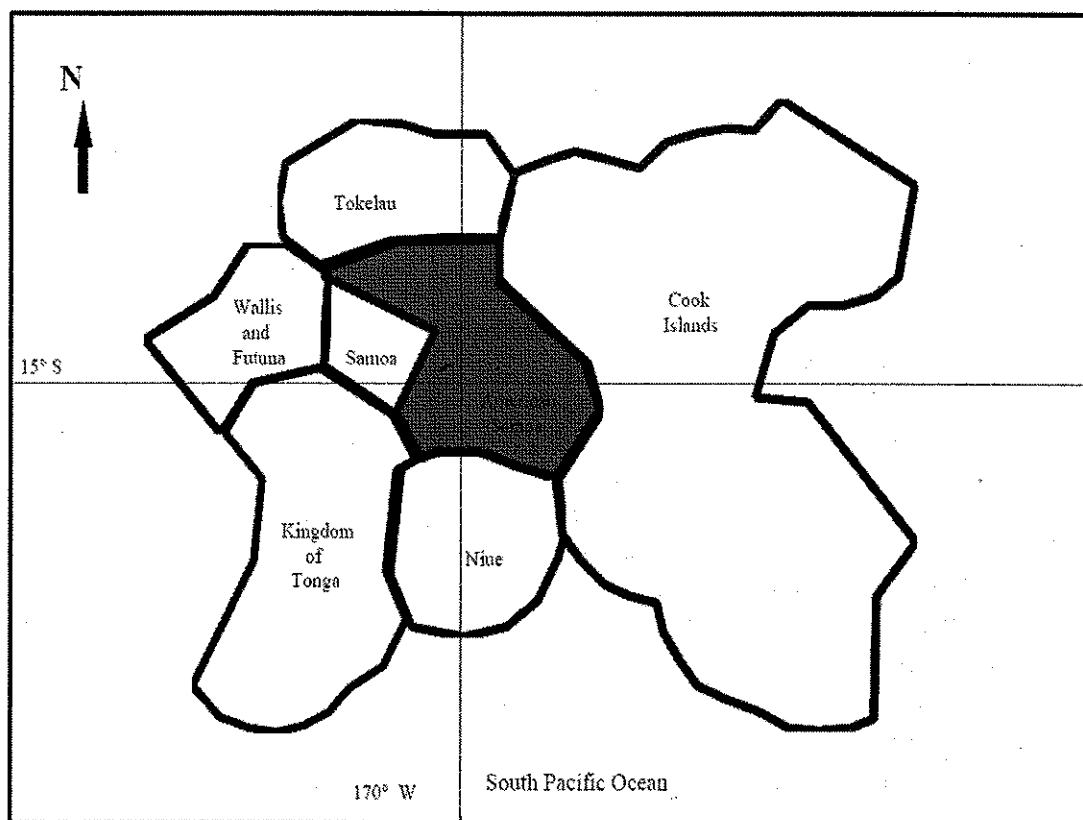 N
Tokelau
Wallis
and
Futuna
Samoa
Cook
Islands
15° S
Kingdom
of
Tonga
Niue
170° W
South Pacific Ocean